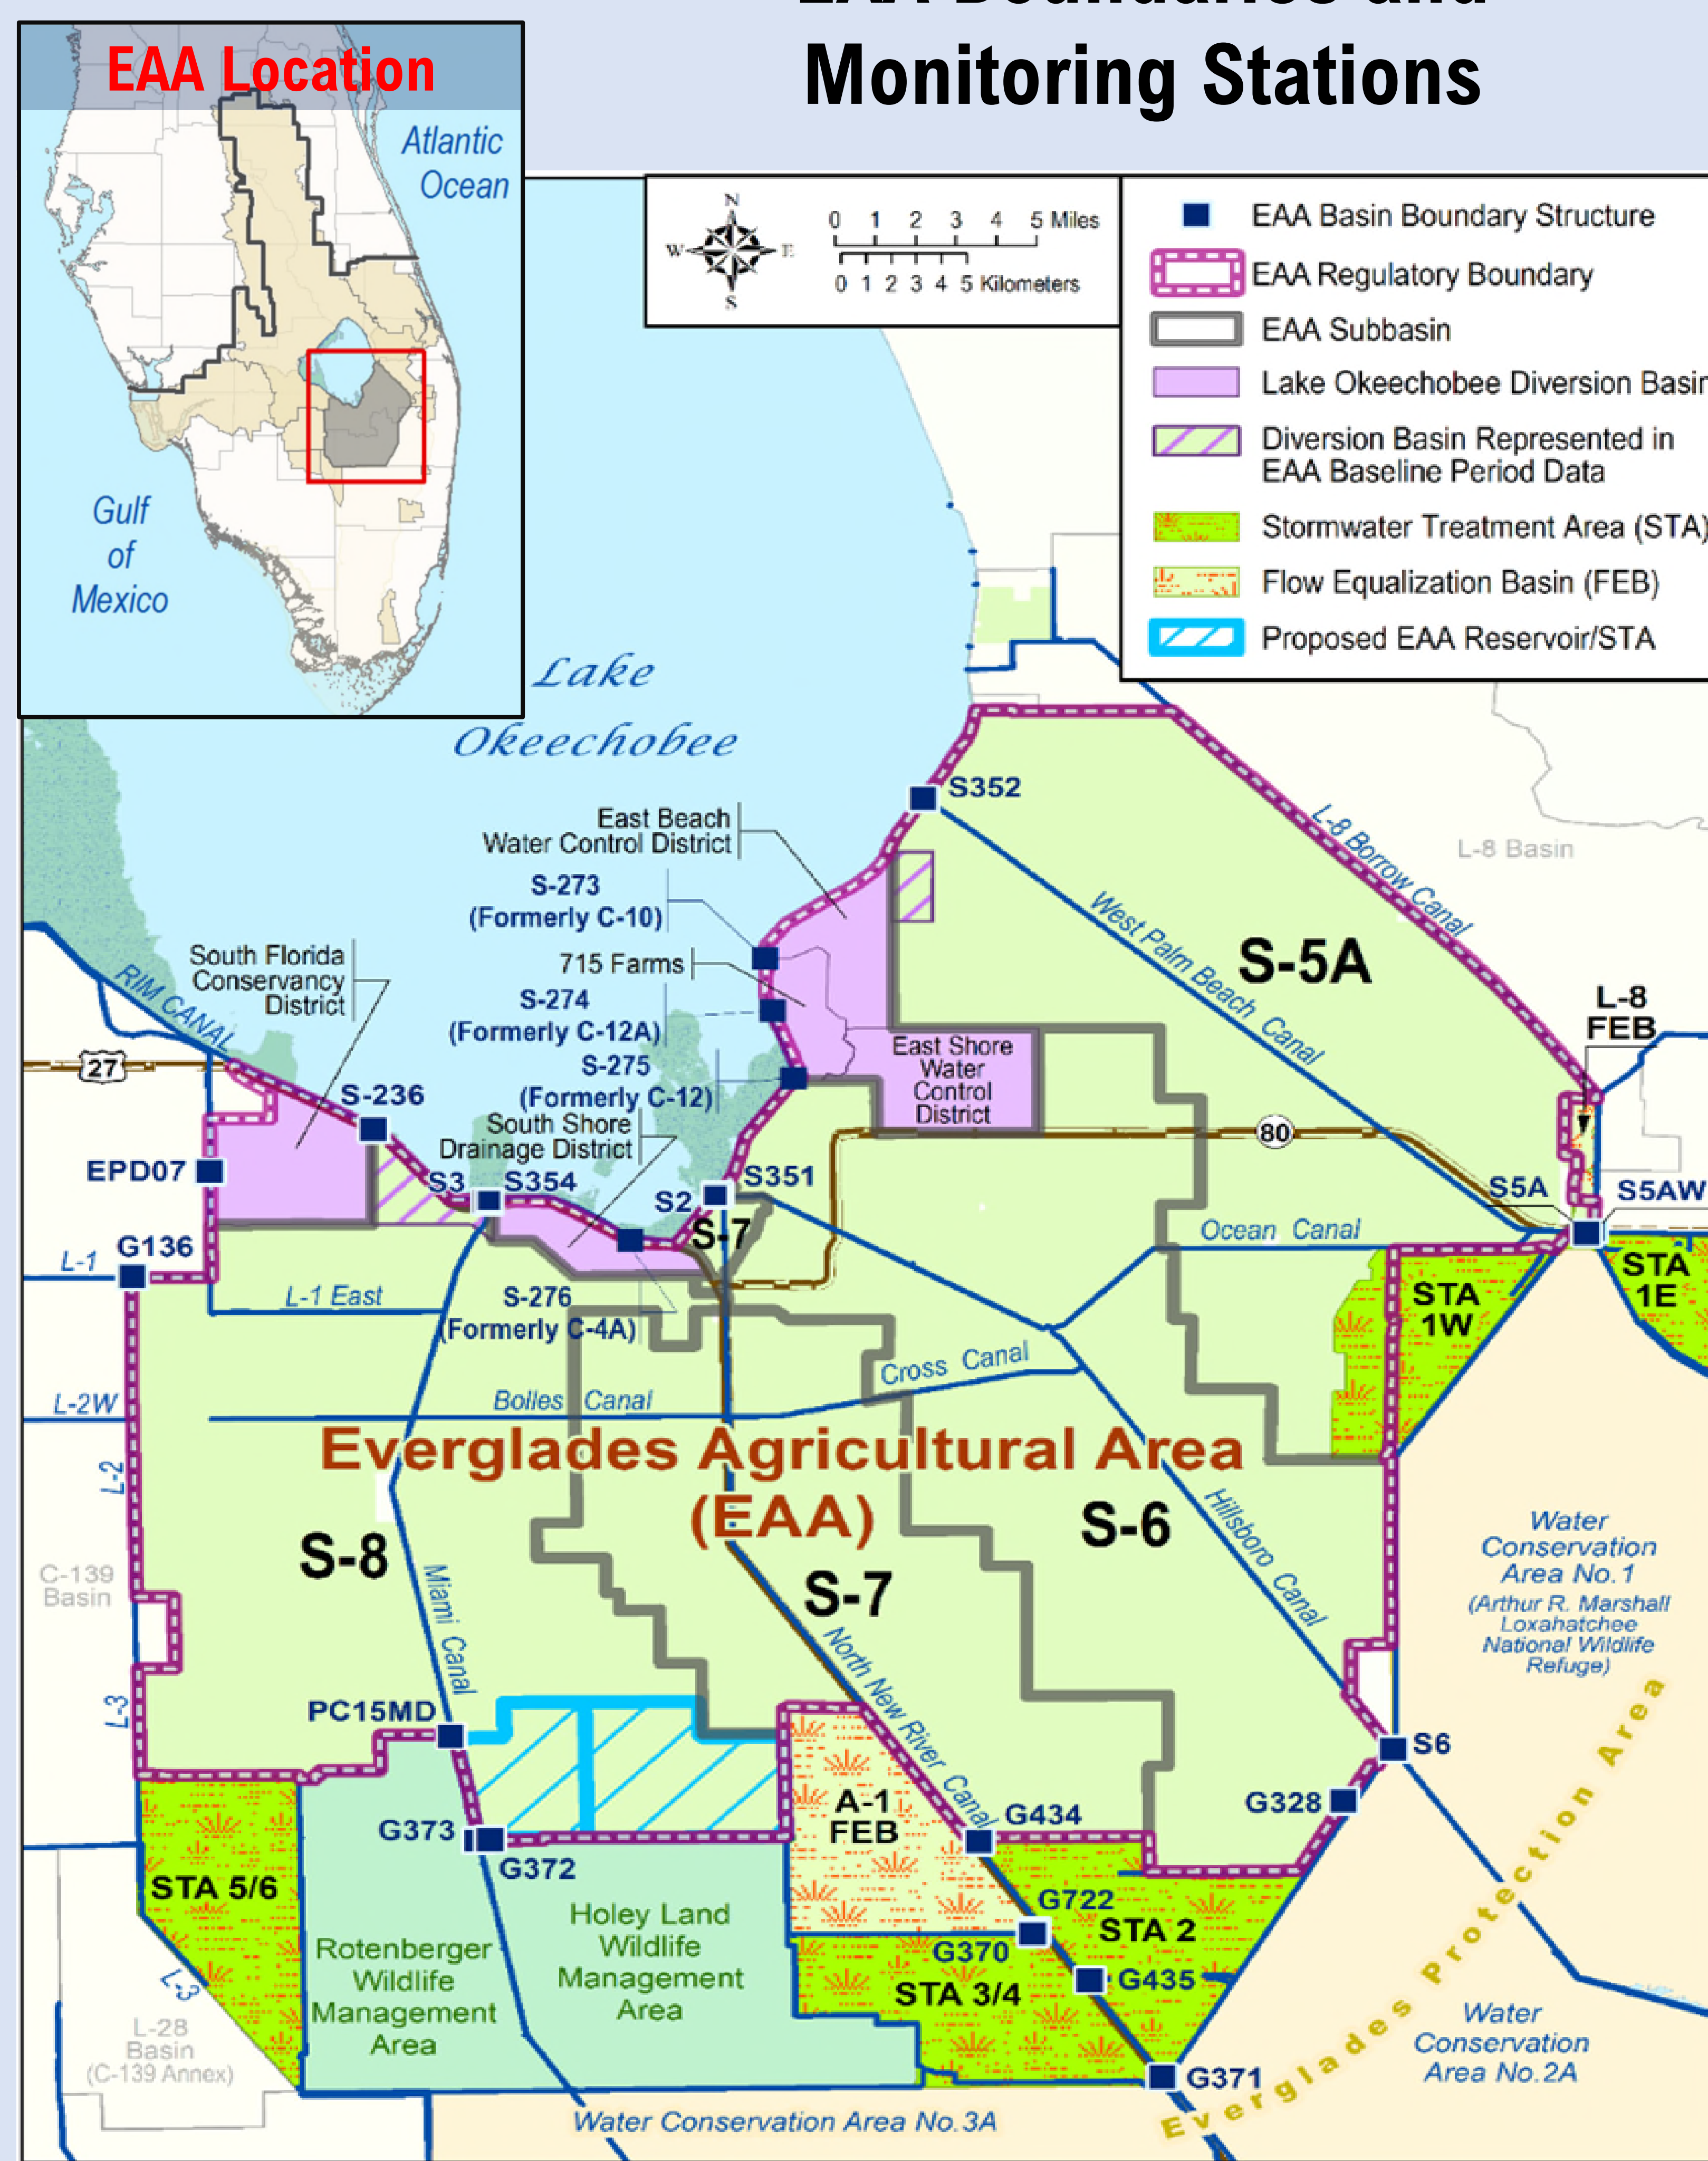 EAA Boundaries and
Monitoring Stations
EAA Location
Atlantic
Ocean
Gulf
of
Mexico
N
W
E
S
0 1 2 3 4 5 Miles
0 1 2 3 4 5 Kilometers
EAA Basin Boundary Structure
EAA Regulatory Boundary
EAA Subbasin
Lake Okeechobee Diversion Basin
Diversion Basin Represented in
EAA Baseline Period Data
Stormwater Treatment Area (STA)
Flow Equalization Basin (FEB)
Proposed EAA Reservoir/STA
Lake
Okeechobee
S352
East Beach
Water Control District
L-8 Borrow Canal
L-8 Basin
S-273
(Formerly C-10)
West Palm Beach Canal
S-5A
South Florida
Conservancy
District
715 Farms
RIM CANAL
S-274
(Formerly C-12A)
L-8
FEB
East Shore
Water
Control
District
27
S-275
(Formerly C-12)
S-236
South Shore
Drainage District
80
EPD07
S3
S354
S2
S351
S5A
S5AW
S-7
Ocean Canal
G136
L-1
L-1 East
S-276
(Formerly C-4A)
STA
1W
STA
1E
Cross Canal
L-2W
Bolles Canal
Everglades Agricultural Area
(EAA)
L-2
Hillsboro Canal
S-8
S-6
S-7
Water
Conservation
Area No.1
(Arthur R. Marshall
Loxahatchee
National Wildlife
Refuge)
C-139
Basin
Miami Canal
North New River Canal
L-3
PC15MD
S6
A-1
FEB
G434
G328
G373
G372
STA 5/6
G722
STA 2
Holey Land
Wildlife
Management
Area
Rotenberger
Wildlife
Management
Area
G370
STA 3/4
G435
L-3
L-28
Basin
(C-139 Annex)
Water
Conservation
Area No.2A
G371
Everglades Protection Area
Water Conservation Area No.3A